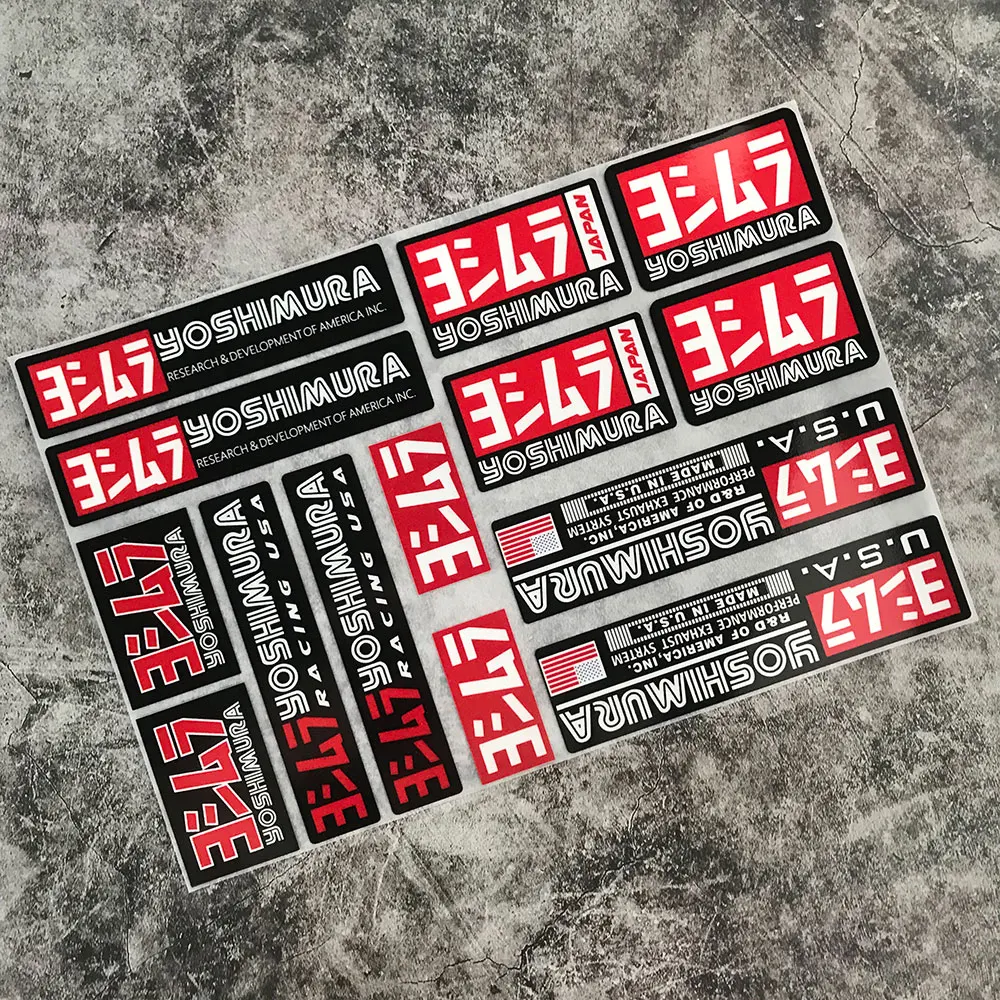 ヨシムラ
YOSHIMURA
RESEARCH & DEVELOPMENT OF AMERICA INC.
ヨシムラ
YOSHIMURA
RESEARCH & DEVELOPMENT OF AMERICA INC.
ヨシムラ
JAPAN
YOSHIMURA
ヨシムラ
YOSHIMURA
ヨシムラ
JAPAN
YOSHIMURA
ヨシムラ
YOSHIMURA
ヨシムラ
YOSHIMURA
ヨシムラ
YOSHIMURA
ヨシムラ
YOSHIMURA
RACING USA
ヨシムラ
YOSHIMURA
RACING USA
ヨシムラ
ヨシムラ
ヨシムラ
U.S.A.
YOSHIMURA
R&D OF AMERICA, INC.
PERFORMANCE EXHAUST SYRTEM
MADE IN U.S.A.
ヨシムラ
U.S.A.
YOSHIMURA
R&D OF AMERICA, INC.
PERFORMANCE EXHAUST SYRTEM
MADE IN U.S.A.